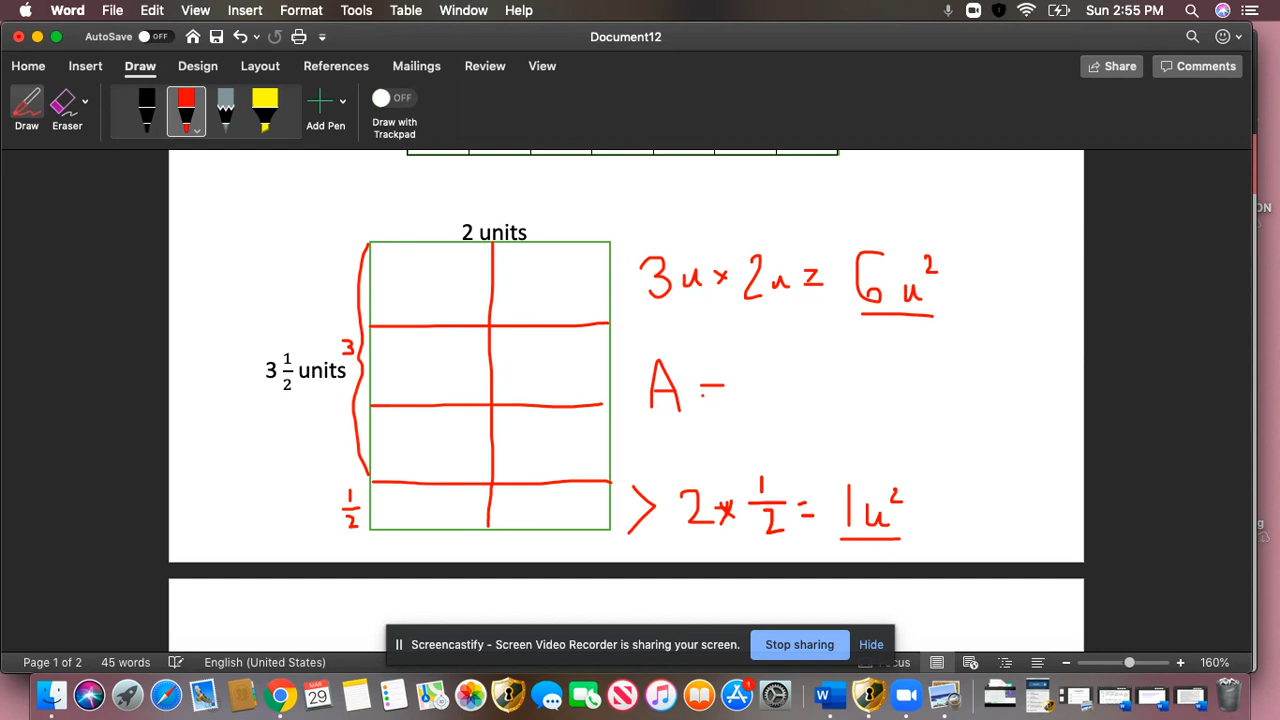 Word File Edit View Insert Format Tools Table Window Help Sun 2:55 PM
AutoSave OFF Document12
Home Insert Draw Design Layout References Mailings Review View Share Comments
Draw Eraser Add Pen OFF
Draw with Trackpad
2 units
3u × 2u = 6u²
3
3 1/2 units
A =
1/2
> 2 × 1/2 = 1u²
Screencastify - Screen Video Recorder is sharing your screen. Stop sharing Hide
Page 1 of 2 45 words English (United States) 160%
MAR 29